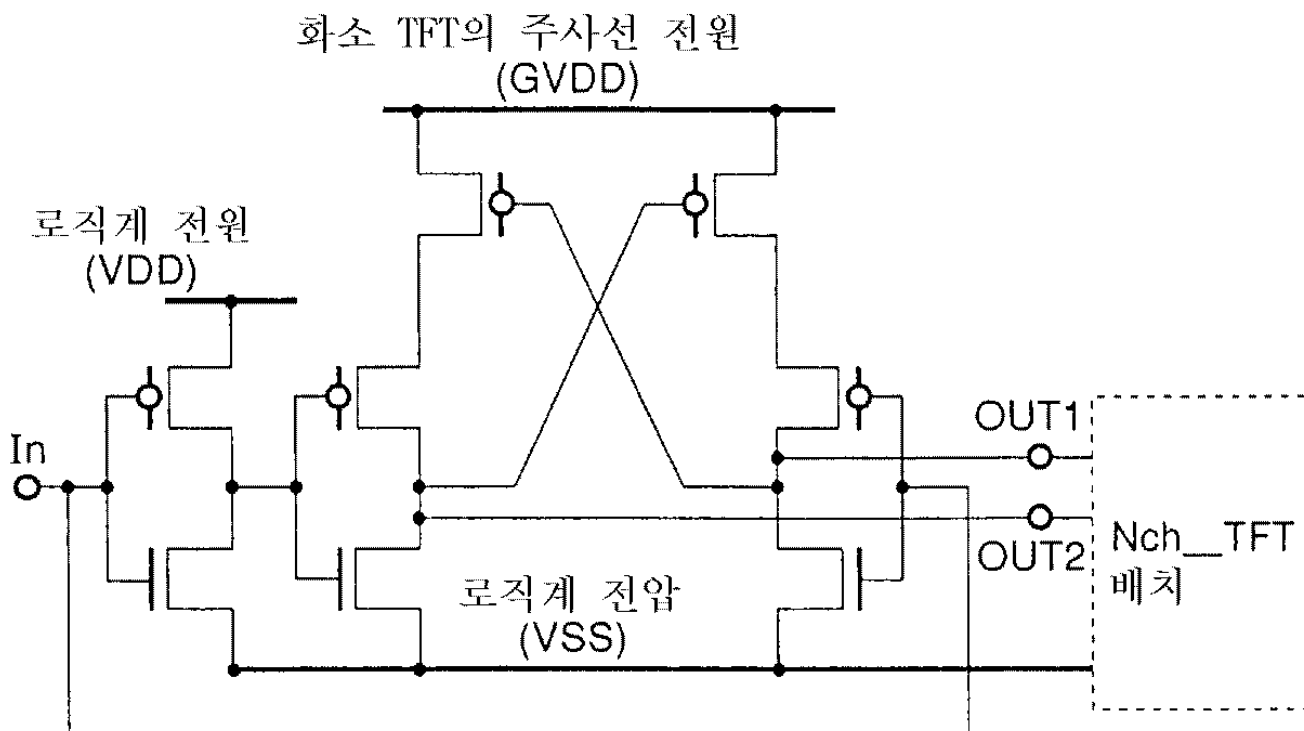 화소 TFT의 주사선 전원
(GVDD)
로직계 전원
(VDD)
In
OUT1
OUT2
Nch__TFT
배치
로직계 전압
(VSS)